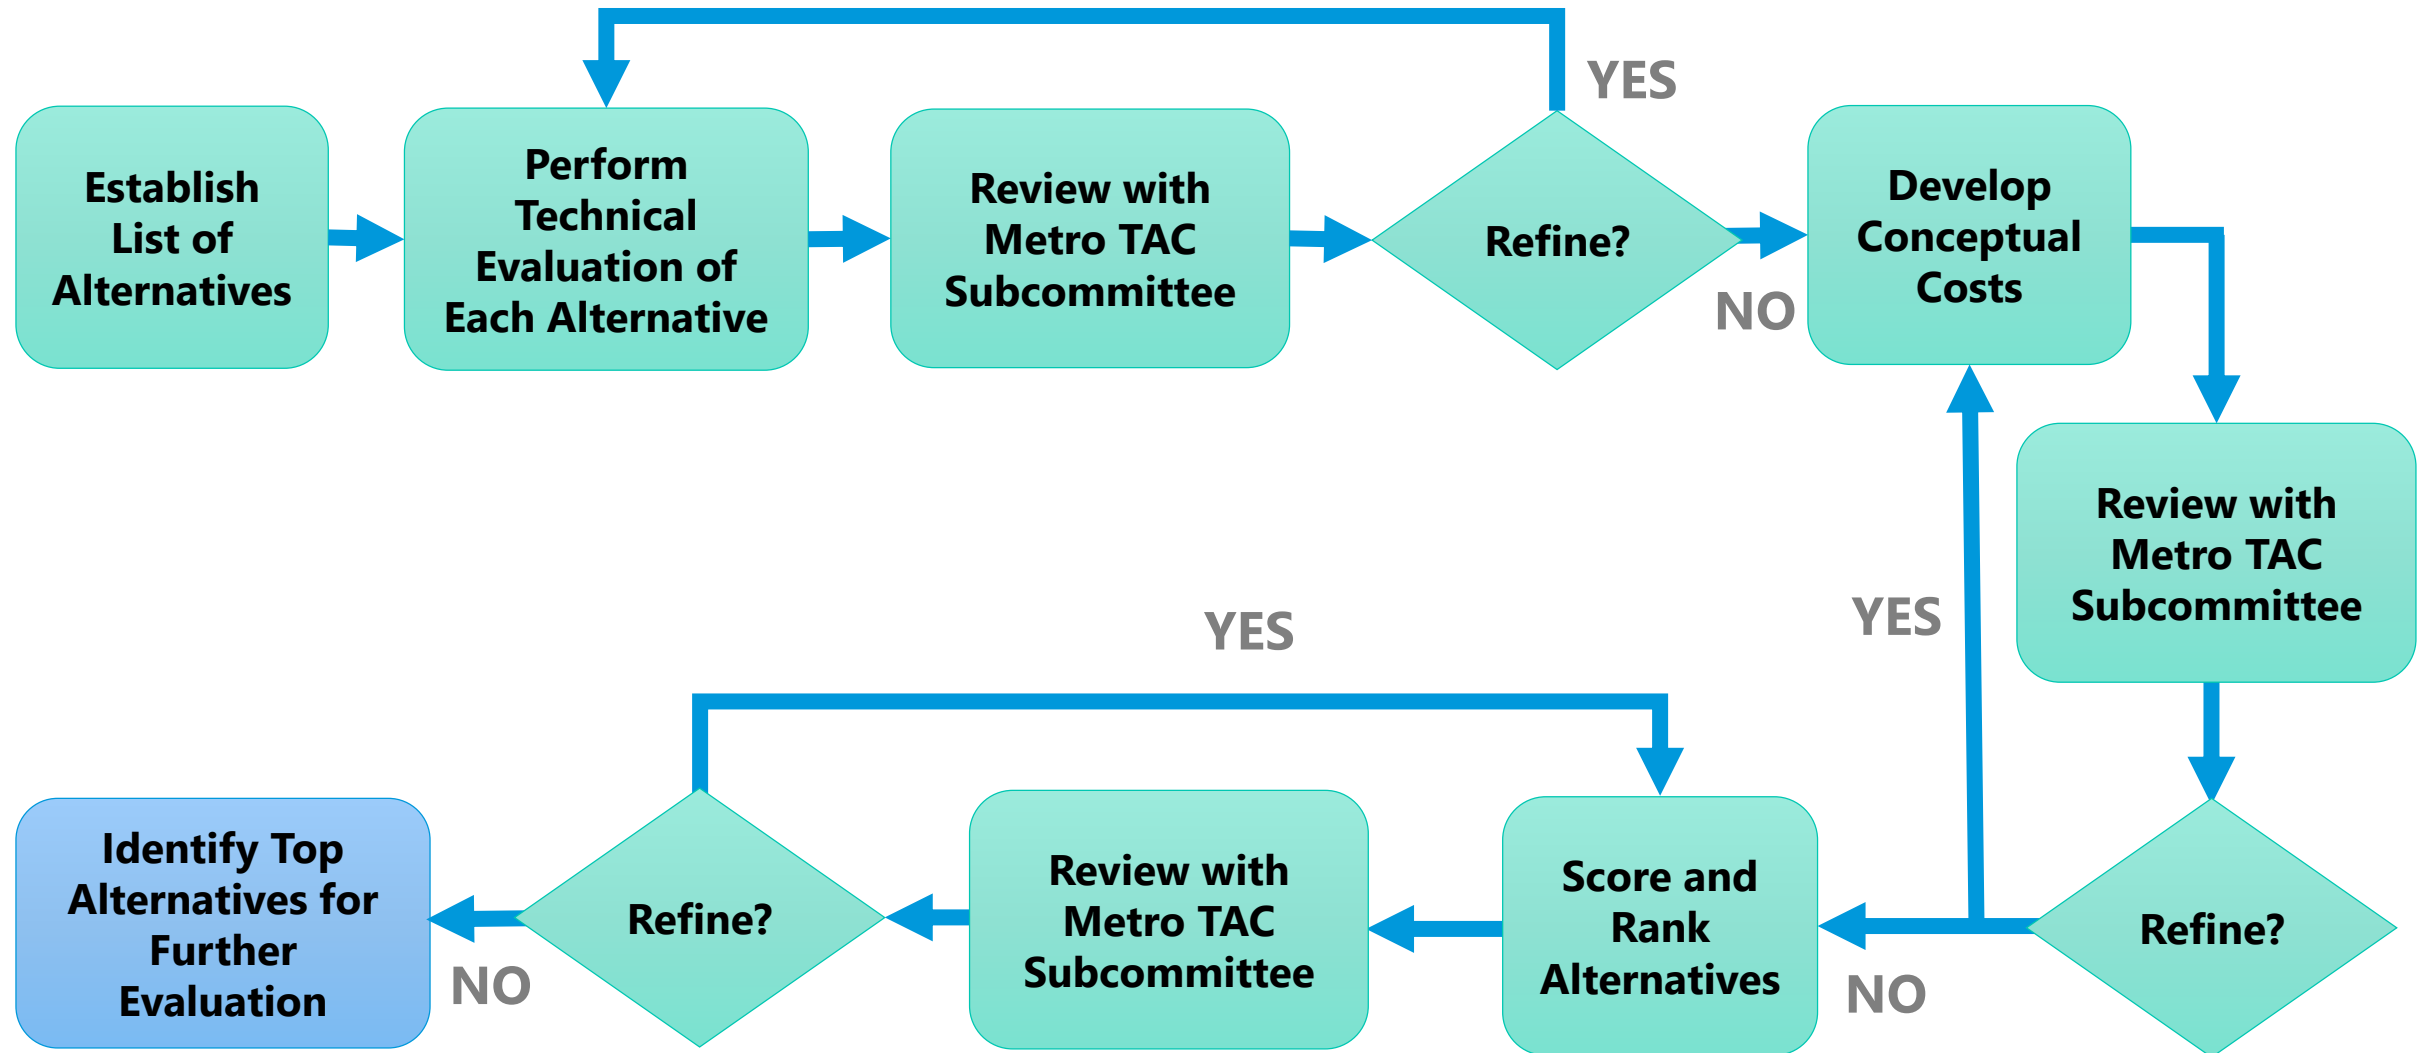 Establish
List of
Alternatives
Perform
Technical
Evaluation of
Each Alternative
Review with
Metro TAC
Subcommittee
Refine?
YES
NO
Develop
Conceptual
Costs
Review with
Metro TAC
Subcommittee
Refine?
YES
NO
Score and
Rank
Alternatives
Review with
Metro TAC
Subcommittee
Refine?
YES
NO
Identify Top
Alternatives for
Further
Evaluation